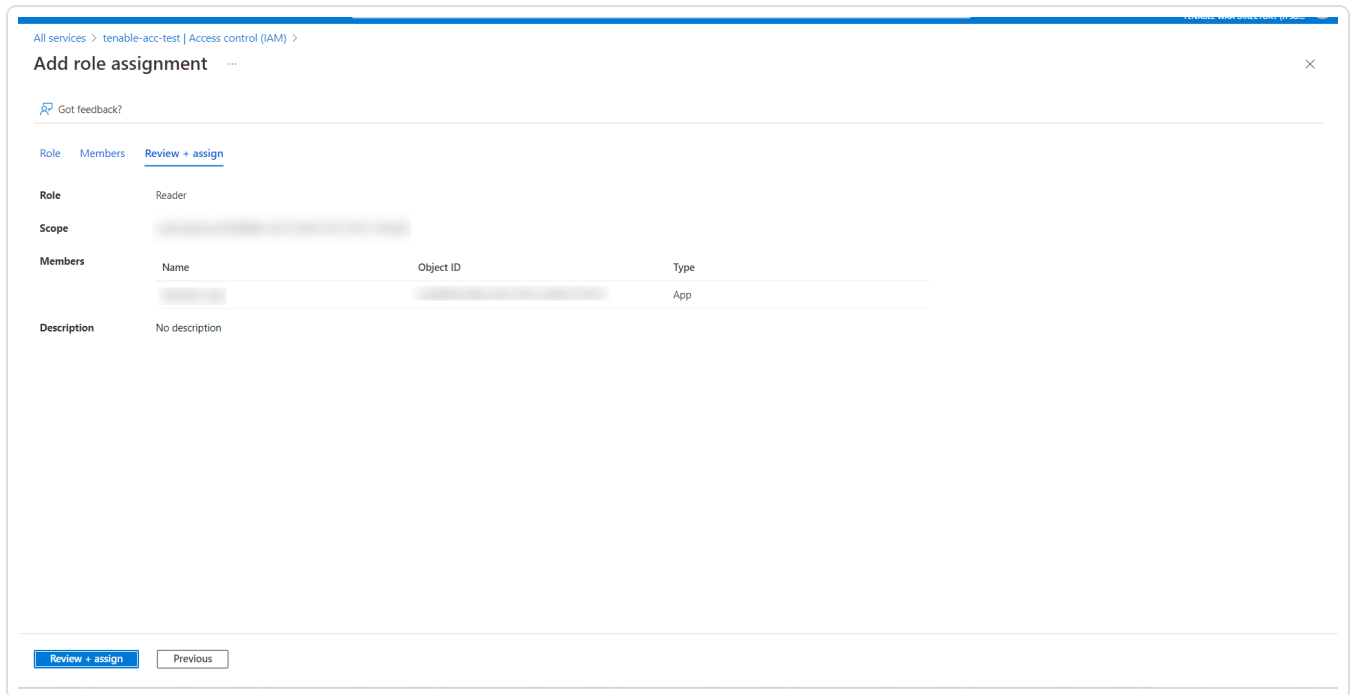 All services > tenable-acc-test | Access control (IAM) >
Add role assignment ...
Got feedback?
Role Members Review + assign
Role Reader
Scope
Members
Name Object ID Type
App
Description No description
Review + assign Previous